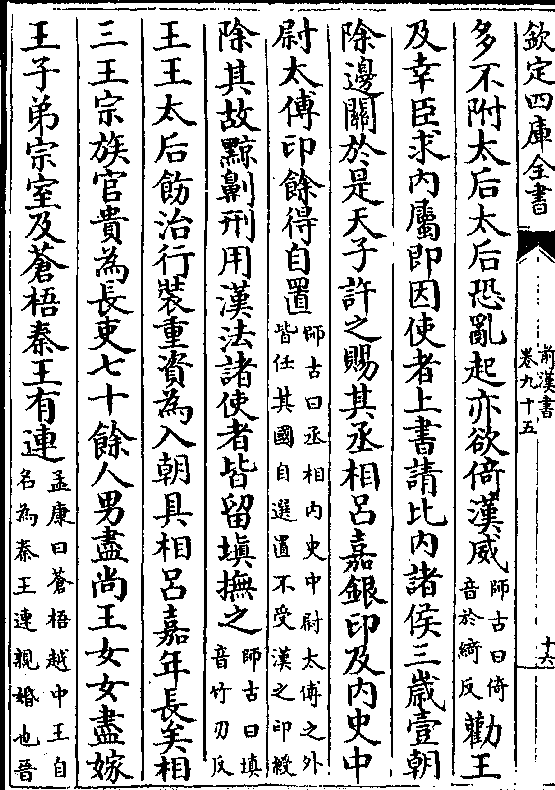 欽定四庫全書
前漢書
卷九十五
十六
多不附太后太后恐亂起亦欲倚漢威師古曰倚音於綺反勸王
及幸臣求內屬即因使者上書請比內諸侯三歲壹朝
除邊關於是天子許之賜其丞相呂嘉銀印及內史中
尉太傅印餘得自置師古曰丞相內史中尉太傅之外皆任其國自選置不受漢之印綬
除其故黥劓刑用漢法諸使者皆留塡撫之師古曰塡音竹刃反
王王太后飭治行裝重資為入朝具相呂嘉年長矣相
三王宗族官貴為長吏七十餘人男盡尚王女女盡嫁
王子弟宗室及蒼梧秦王有連孟康曰蒼梧越中王自名為秦王連親婚也晉